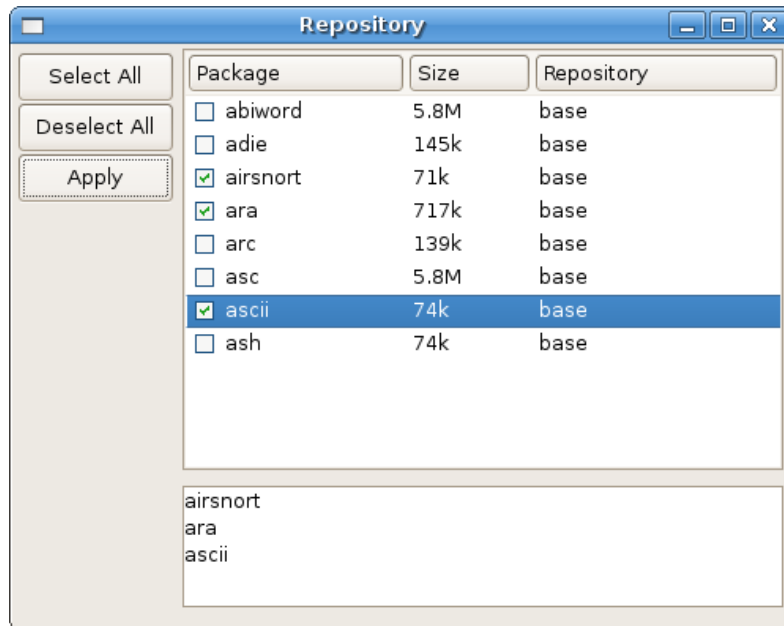 Repository
Select All
Deselect All
Apply
Package Size Repository
abiword 5.8M base
adie 145k base
airsnort 71k base
ara 717k base
arc 139k base
asc 5.8M base
ascii 74k base
ash 74k base
airsnort
ara
ascii